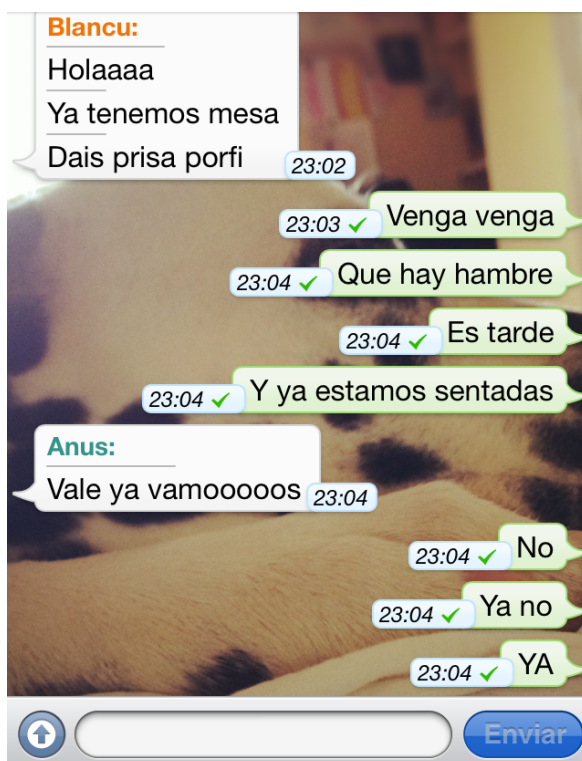 Blancu:
Holaaaa
Ya tenemos mesa
Dais prisa porfi 23:02
23:03 Venga venga
23:04 Que hay hambre
23:04 Es tarde
23:04 Y ya estamos sentadas
Anus:
Vale ya vamooooos 23:04
23:04 No
23:04 Ya no
23:04 YA
Enviar